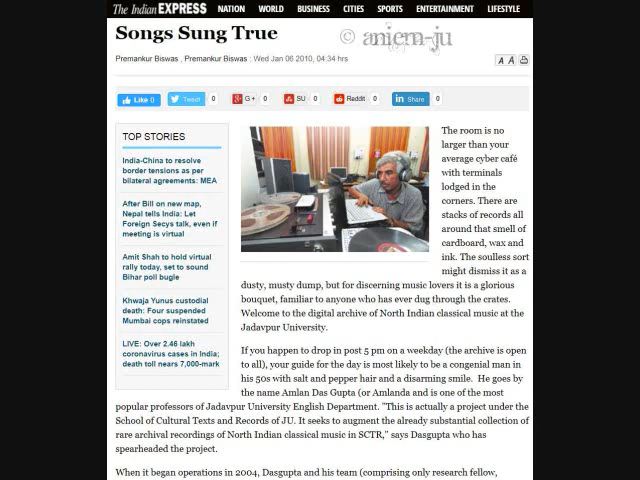 The Indian EXPRESS NATION WORLD BUSINESS CITIES SPORTS ENTERTAINMENT LIFESTYLE
Songs Sung True
© aniem-ju
Premankur Biswas , Premankur Biswas : Wed Jan 06 2010, 04:34 hrs
A A
Like 0 Tweet 0 G + 0 SU 0 Reddit 0 in Share 0
TOP STORIES
India-China to resolve
border tensions as per
bilateral agreements: MEA
After Bill on new map,
Nepal tells India: Let
Foreign Secys talk, even if
meeting is virtual
Amit Shah to hold virtual
rally today, set to sound
Bihar poll bugle
Khwaja Yunus custodial
death: Four suspended
Mumbai cops reinstated
LIVE: Over 2.46 lakh
coronavirus cases in India;
death toll nears 7,000-mark
The room is no
larger than your
average cyber café
with terminals
lodged in the
corners. There are
stacks of records all
around that smell of
cardboard, wax and
ink. The soulless sort
might dismiss it as a
dusty, musty dump, but for discerning music lovers it is a glorious
bouquet, familiar to anyone who has ever dug through the crates.
Welcome to the digital archive of North Indian classical music at the
Jadavpur University.
If you happen to drop in post 5 pm on a weekday (the archive is open
to all), your guide for the day is most likely to be a congenial man in
his 50s with salt and pepper hair and a disarming smile. He goes by
the name Amlan Das Gupta (or Amlanda and is one of the most
popular professors of Jadavpur University English Department. "This is actually a project under the
School of Cultural Texts and Records of JU. It seeks to augment the already substantial collection of
rare archival recordings of North Indian classical music in SCTR," says Dasgupta who has
spearheaded the project.
When it began operations in 2004, Dasgupta and his team (comprising only research fellow,